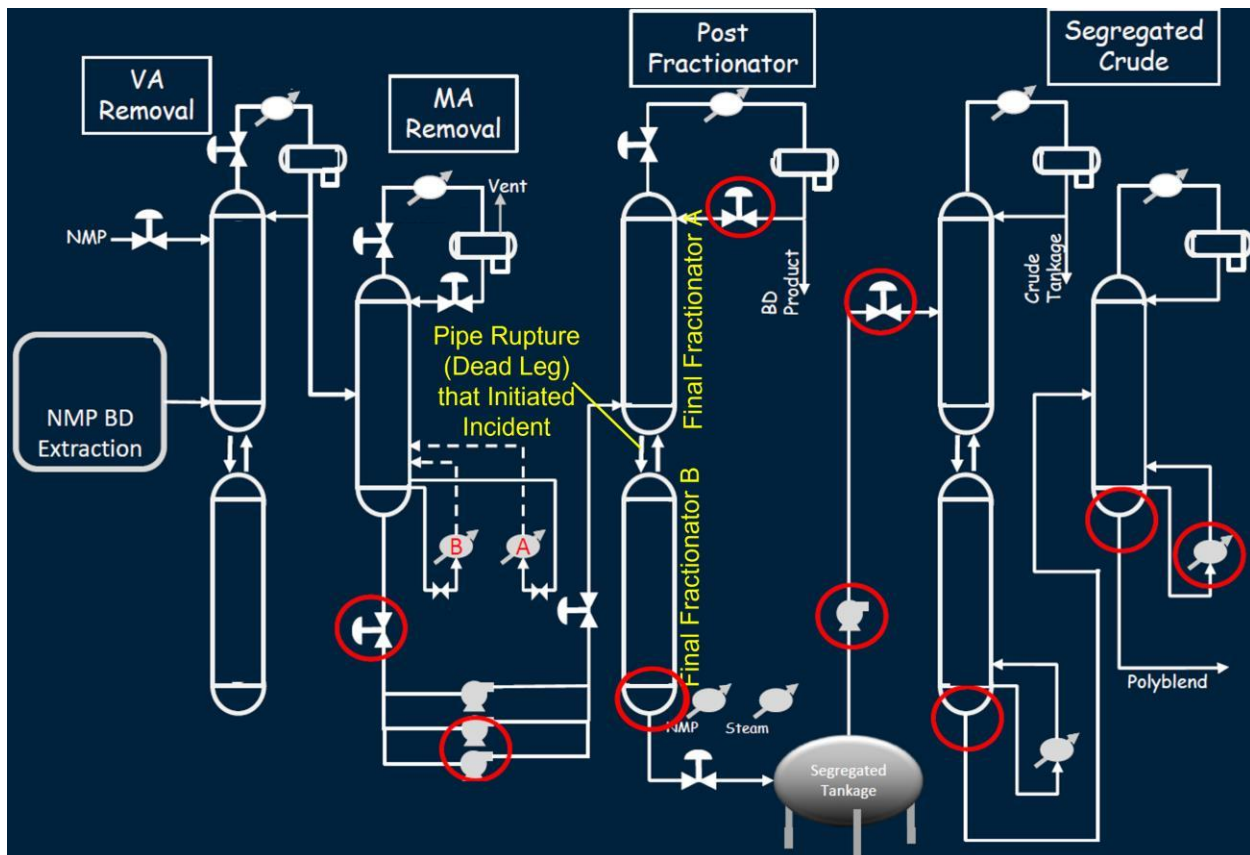 VA
Removal
MA
Removal
Post
Fractionator
Segregated
Crude
Vent
NMP
NMP BD
Extraction
Pipe Rupture
(Dead Leg)
that Initiated
Incident
Final Fractionator A
Final Fractionator B
BD
Product
Crude
Tankage
B
A
NMP
Steam
Segregated
Tankage
Polyblend